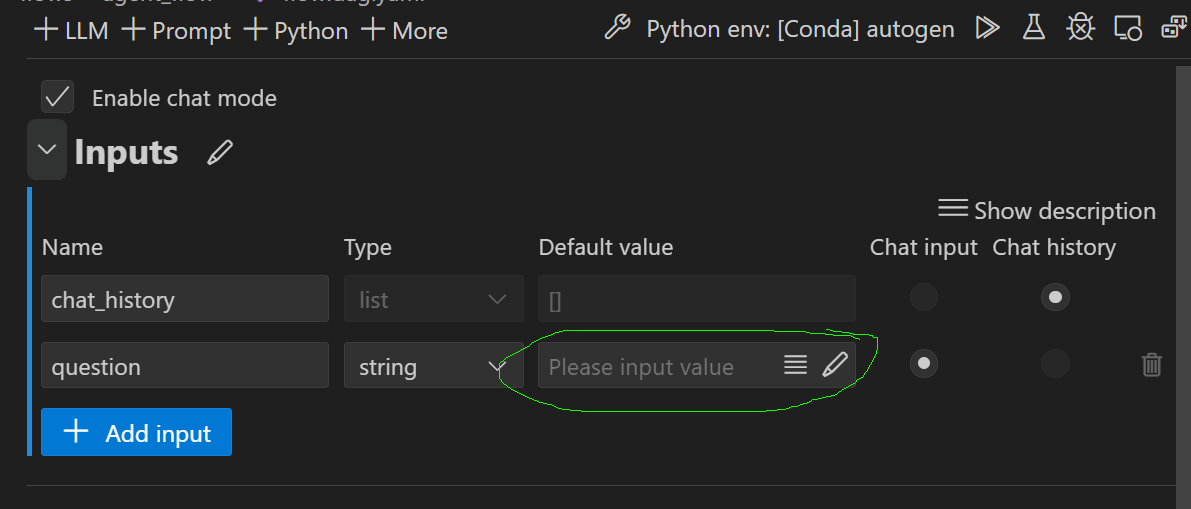 LLM Prompt Python More Python env: [Conda] autogen
Enable chat mode
Inputs
Show description
Name Type Default value Chat input Chat history
chat_history list []
question string Please input value
Add input